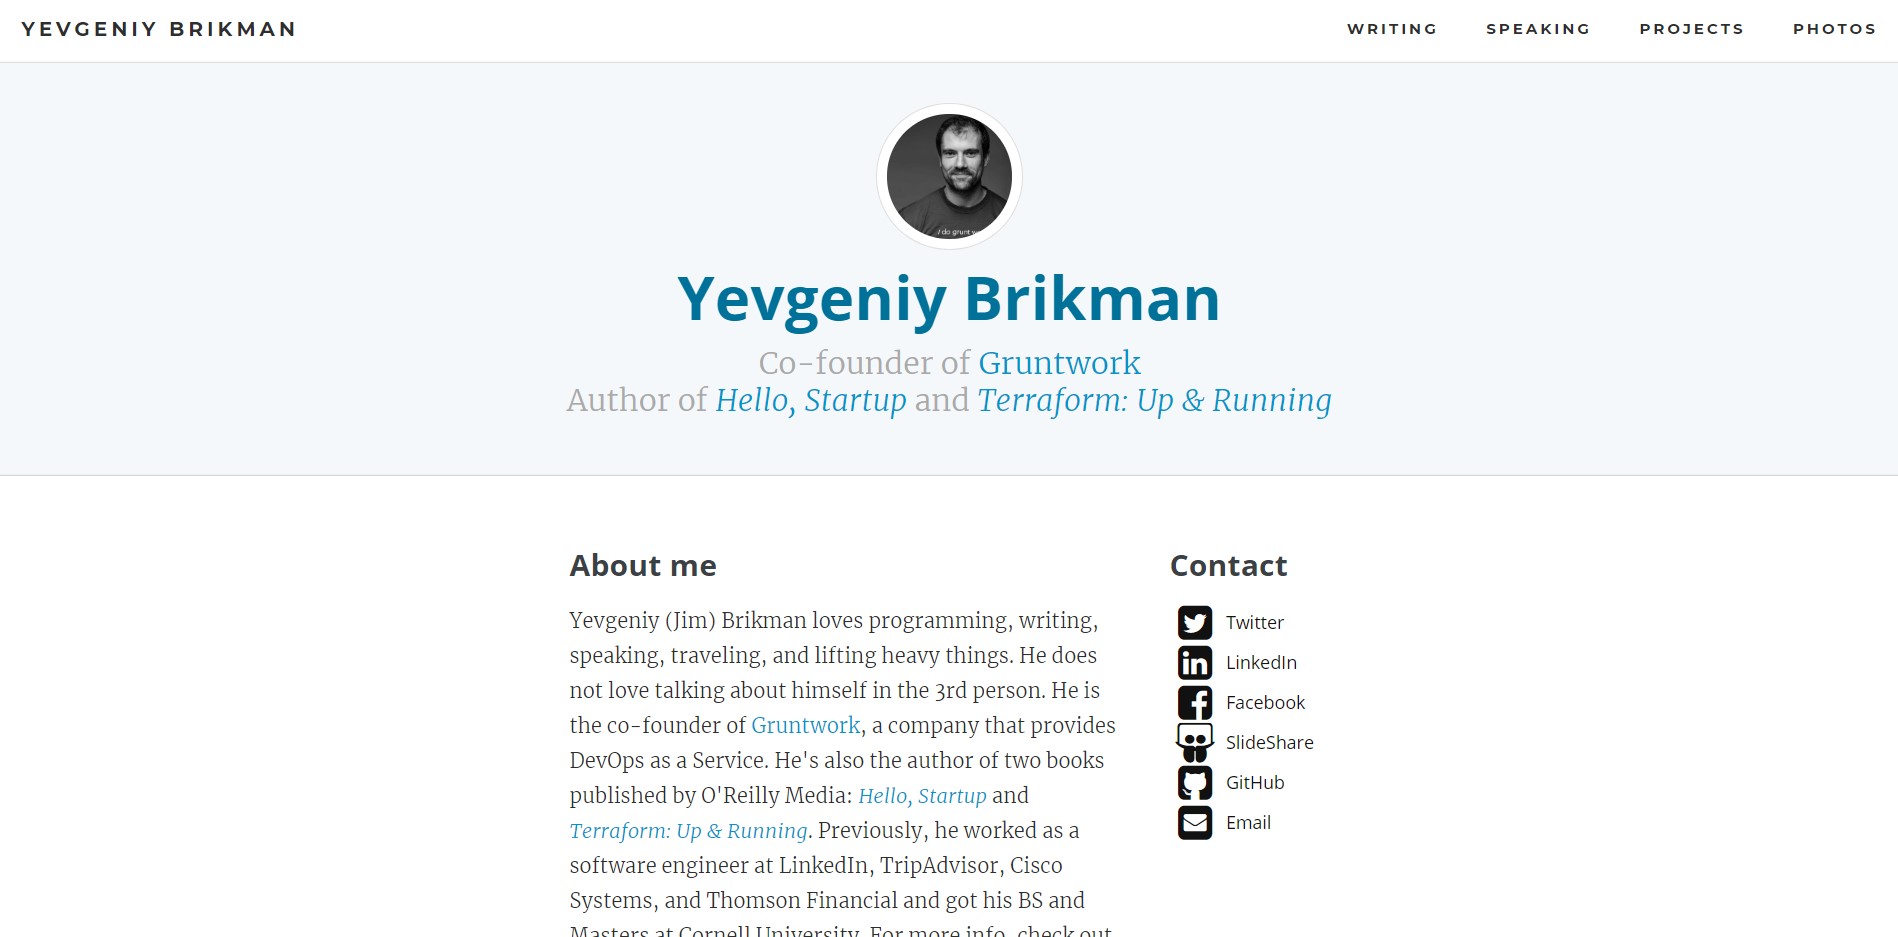 YEVGENIY BRIKMAN
WRITING SPEAKING PROJECTS PHOTOS
I do grunt
Yevgeniy Brikman
Co-founder of Gruntwork
Author of Hello, Startup and Terraform: Up & Running
About me
Yevgeniy (Jim) Brikman loves programming, writing,
speaking, traveling, and lifting heavy things. He does
not love talking about himself in the 3rd person. He is
the co-founder of Gruntwork, a company that provides
DevOps as a Service. He's also the author of two books
published by O'Reilly Media: Hello, Startup and
Terraform: Up & Running. Previously, he worked as a
software engineer at LinkedIn, TripAdvisor, Cisco
Systems, and Thomson Financial and got his BS and
Masters at Cornell University. For more info, check out
Contact
Twitter
LinkedIn
Facebook
SlideShare
GitHub
Email